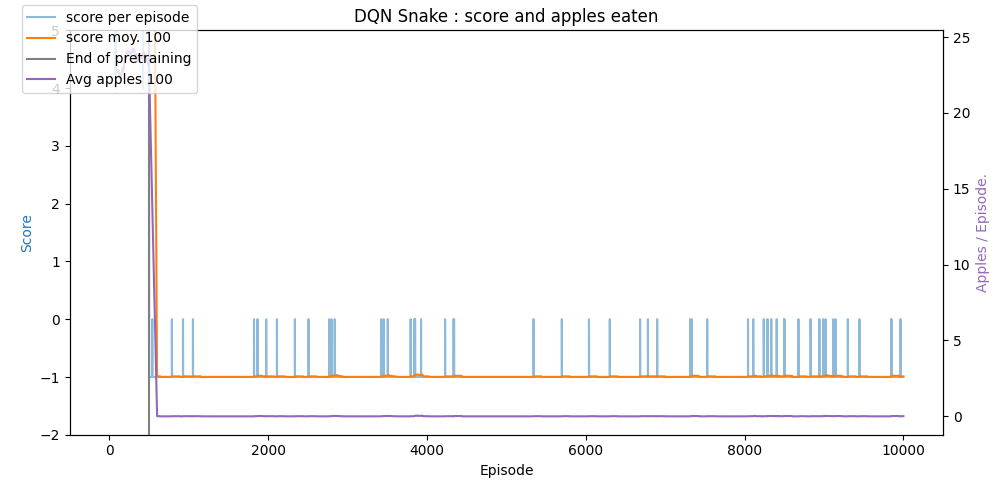 DQN Snake : score and apples eaten
score per episode
score moy. 100
End of pretraining
Avg apples 100
5
4
3
2
1
0
−1
−2
Score
25
20
15
10
5
0
Apples / Episode.
0
2000
4000
6000
8000
10000
Episode